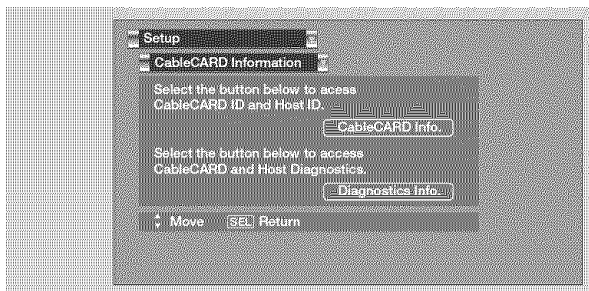 Setup
CableCARD Information
Select the button below to acess
CableCARD ID and Host ID.
CableCARD Info.
Select the button below to access
CableCARD and Host Diagnostics.
Diagnostics Info.
Move SEL Return